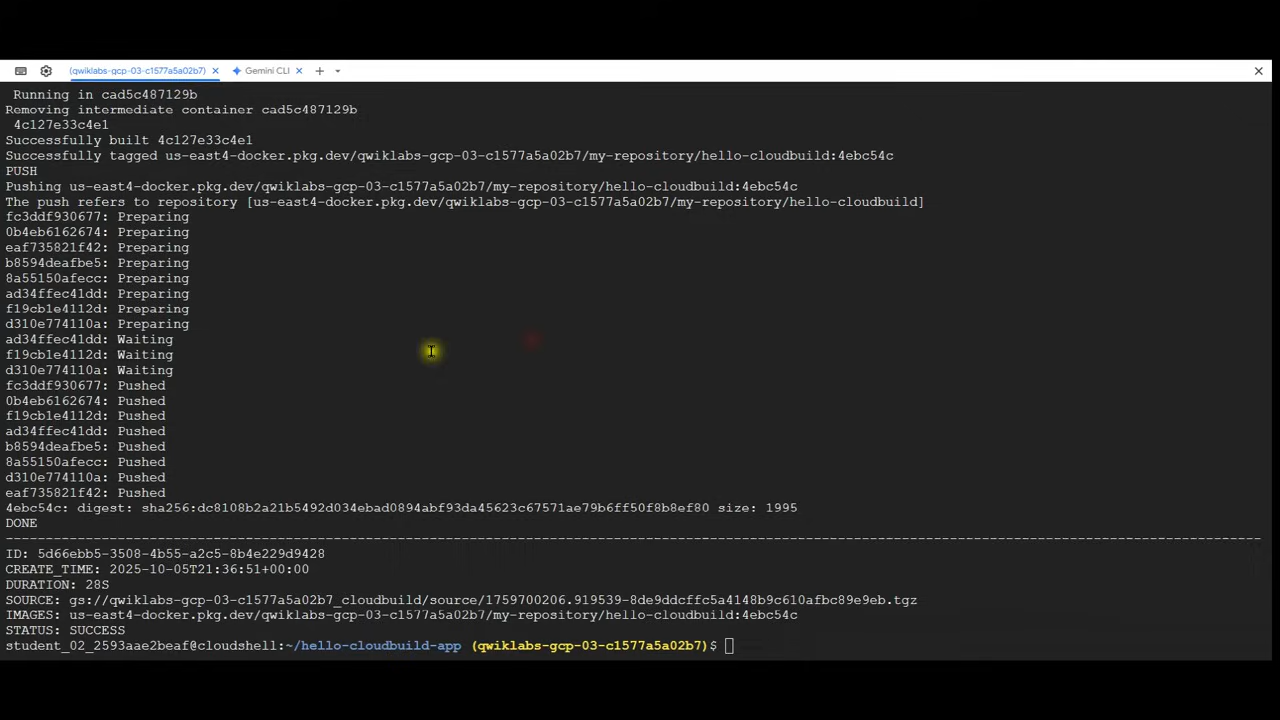 (qwiklabs-gcp-03-c1577a5a02b7) × Gemini CLI × +
Running in cad5c487129b
Removing intermediate container cad5c487129b
4c127e33c4e1
Successfully built 4c127e33c4e1
Successfully tagged us-east4-docker.pkg.dev/qwiklabs-gcp-03-c1577a5a02b7/my-repository/hello-cloudbuild:4ebc54c
PUSH
Pushing us-east4-docker.pkg.dev/qwiklabs-gcp-03-c1577a5a02b7/my-repository/hello-cloudbuild:4ebc54c
The push refers to repository [us-east4-docker.pkg.dev/qwiklabs-gcp-03-c1577a5a02b7/my-repository/hello-cloudbuild]
fc3ddf930677: Preparing
0b4eb6162674: Preparing
eaf735821f42: Preparing
b8594deafbe5: Preparing
8a55150afecc: Preparing
ad34ffec41dd: Preparing
f19cb1e4112d: Preparing
d310e774110a: Preparing
ad34ffec41dd: Waiting
f19cb1e4112d: Waiting
d310e774110a: Waiting
fc3ddf930677: Pushed
0b4eb6162674: Pushed
f19cb1e4112d: Pushed
ad34ffec41dd: Pushed
b8594deafbe5: Pushed
8a55150afecc: Pushed
d310e774110a: Pushed
eaf735821f42: Pushed
4ebc54c: digest: sha256:dc8108b2a21b5492d034ebad0894abf93da45623c67571ae79b6ff50f8b8ef80 size: 1995
DONE
--------------------------------------------------------------------------------
ID: 5d66ebb5-3508-4b55-a2c5-8b4e229d9428
CREATE_TIME: 2025-10-05T21:36:51+00:00
DURATION: 28S
SOURCE: gs://qwiklabs-gcp-03-c1577a5a02b7_cloudbuild/source/1759700206.919539-8de9ddcffc5a4148b9c610afbc89e9eb.tgz
IMAGES: us-east4-docker.pkg.dev/qwiklabs-gcp-03-c1577a5a02b7/my-repository/hello-cloudbuild:4ebc54c
STATUS: SUCCESS
student_02_2593aae2beaf@cloudshell:~/hello-cloudbuild-app (qwiklabs-gcp-03-c1577a5a02b7)$